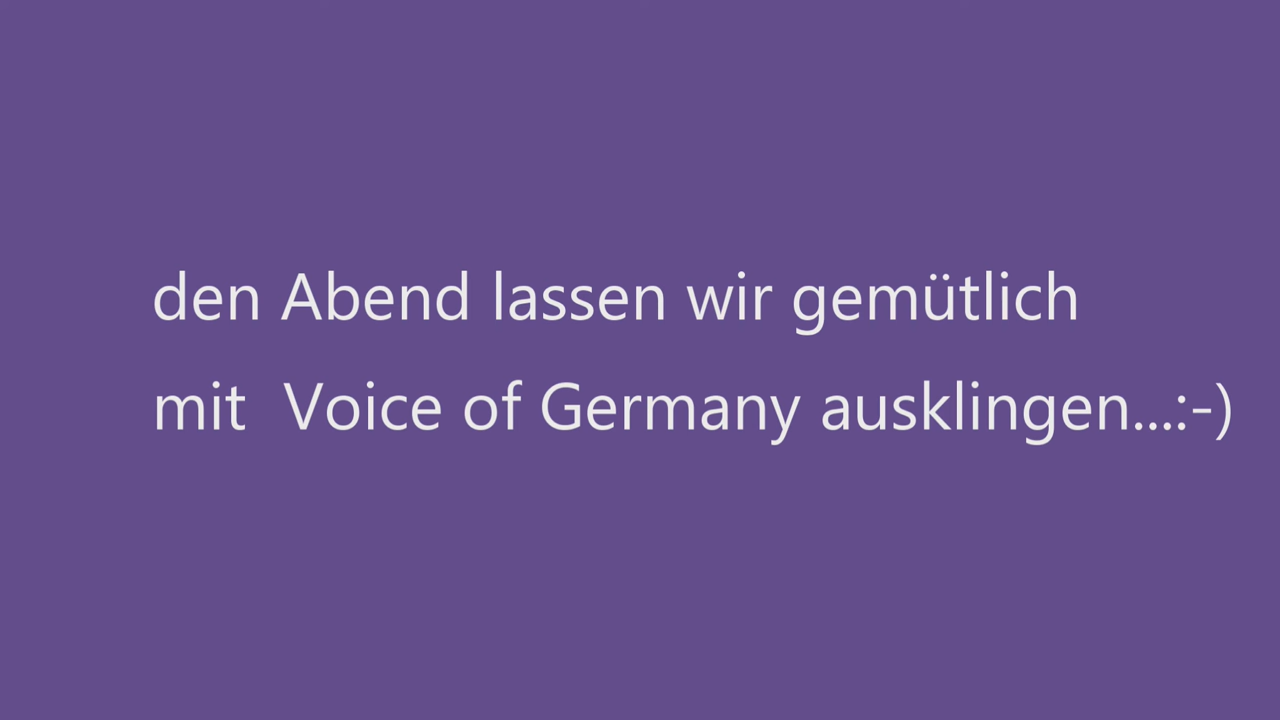 den Abend lassen wir gemütlich
mit  Voice of Germany ausklingen...:-)